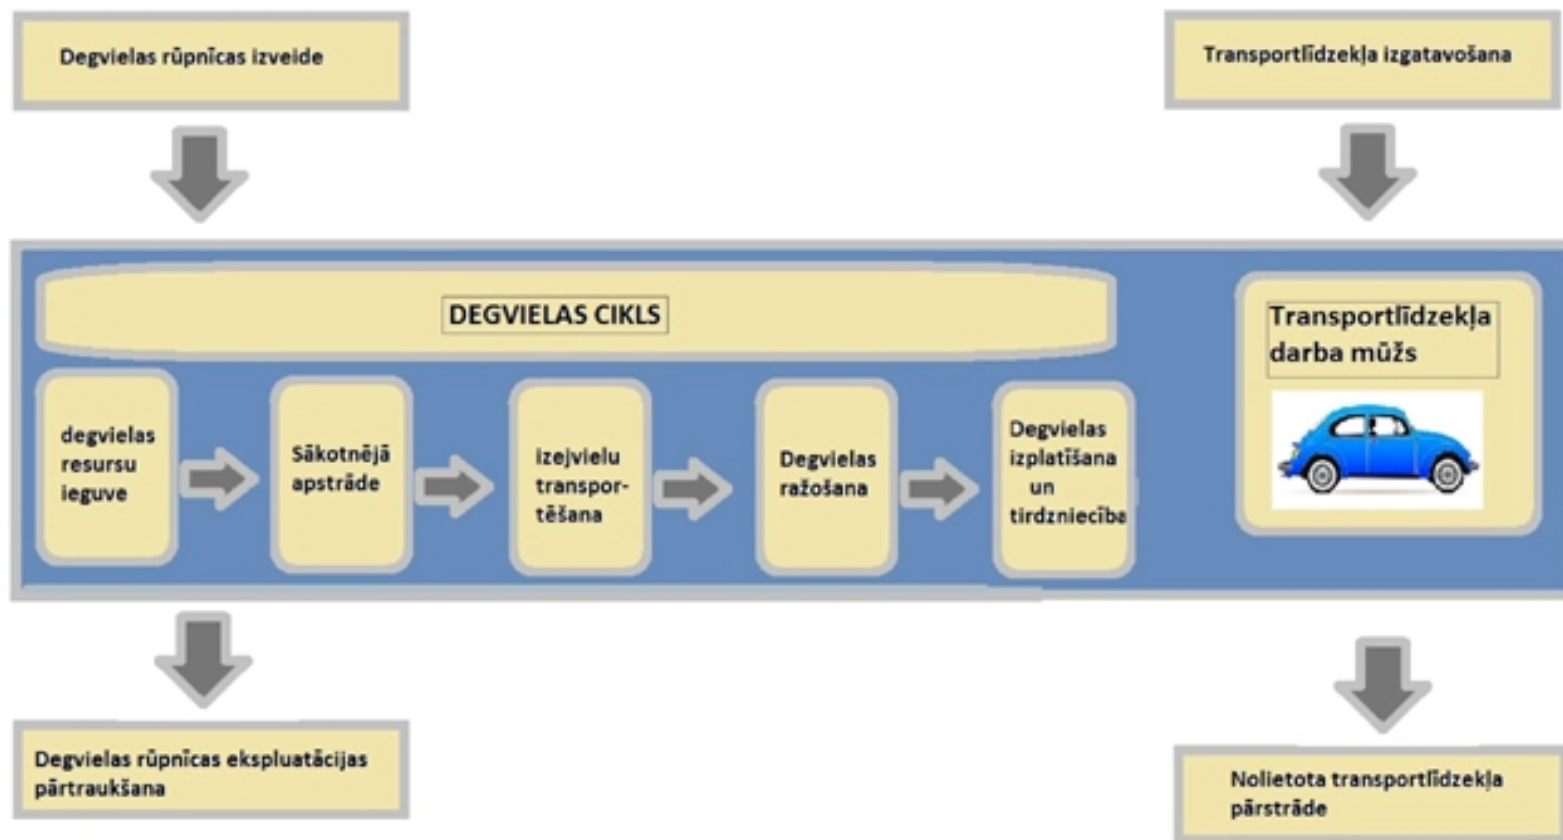 Degvielas rūpnīcas izveide
Transportlīdzekļa izgatavošana
DEGVIELAS CIKLS
Transportlīdzekļa
darba mūžs
degvielas
resursu
ieguve
Sākotnējā
apstrāde
izejvielu
transpor-
tēšana
Degvielas
ražošana
Degvielas
izplatīšana
un
tirdzniecība
Degvielas rūpnīcas ekspluatācijas
pārtraukšana
Nolietota transportlīdzekļa
pārstrāde